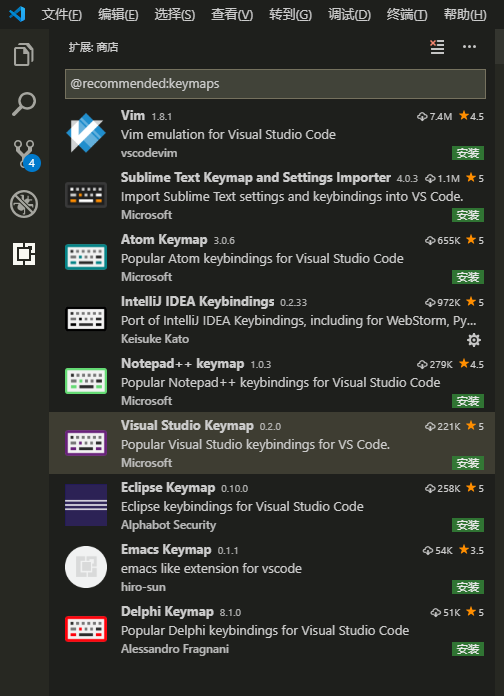 文件(F) 编辑(E) 选择(S) 查看(V) 转到(G) 调试(D) 终端(T) 帮助(H)
扩展: 商店
@recommended:keymaps
Vim 1.8.1 7.4M 4.5
Vim emulation for Visual Studio Code
vscodevim 安装
Sublime Text Keymap and Settings Importer 4.0.3 1.1M 5
Import Sublime Text settings and keybindings into VS Code.
Microsoft 安装
Atom Keymap 3.0.6 655K 5
Popular Atom keybindings for Visual Studio Code
Microsoft 安装
IntelliJ IDEA Keybindings 0.2.33 972K 5
Port of IntelliJ IDEA Keybindings, including for WebStorm, Py...
Keisuke Kato
Notepad++ keymap 1.0.3 279K 4.5
Popular Notepad++ keybindings for Visual Studio Code
Microsoft 安装
4
Visual Studio Keymap 0.2.0 221K 5
Popular Visual Studio keybindings for VS Code.
Microsoft 安装
Eclipse Keymap 0.10.0 258K 5
Eclipse keybindings for Visual Studio Code
Alphabot Security 安装
Emacs Keymap 0.1.1 54K 3.5
emacs like extension for vscode
hiro-sun 安装
Delphi Keymap 8.1.0 51K 5
Popular Delphi keybindings for Visual Studio Code
Alessandro Fragnani 安装